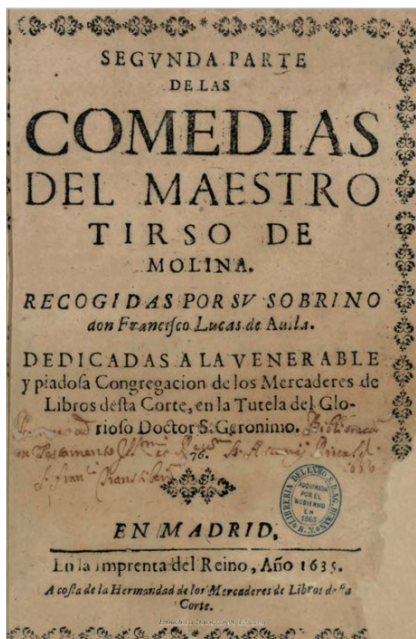 SEGVNDA PARTE
DE LAS
COMEDIAS
DEL MAESTRO
TIRSO DE
MOLINA.
RECOGIDAS POR SV SOBRINO
don Francisco Lucas de Auila.
DEDICADAS A LA VENERABLE
y piadosa Congregacion de los Mercaderes de
Libros desta Corte, en la Tutela del Glo-
rioso Doctor S. Geronimo.
76.
EN MADRID,
En la imprenta del Reino, Año 1635.
A costa de la Hermandad de los Mercaderes de Libros desta
Corte.